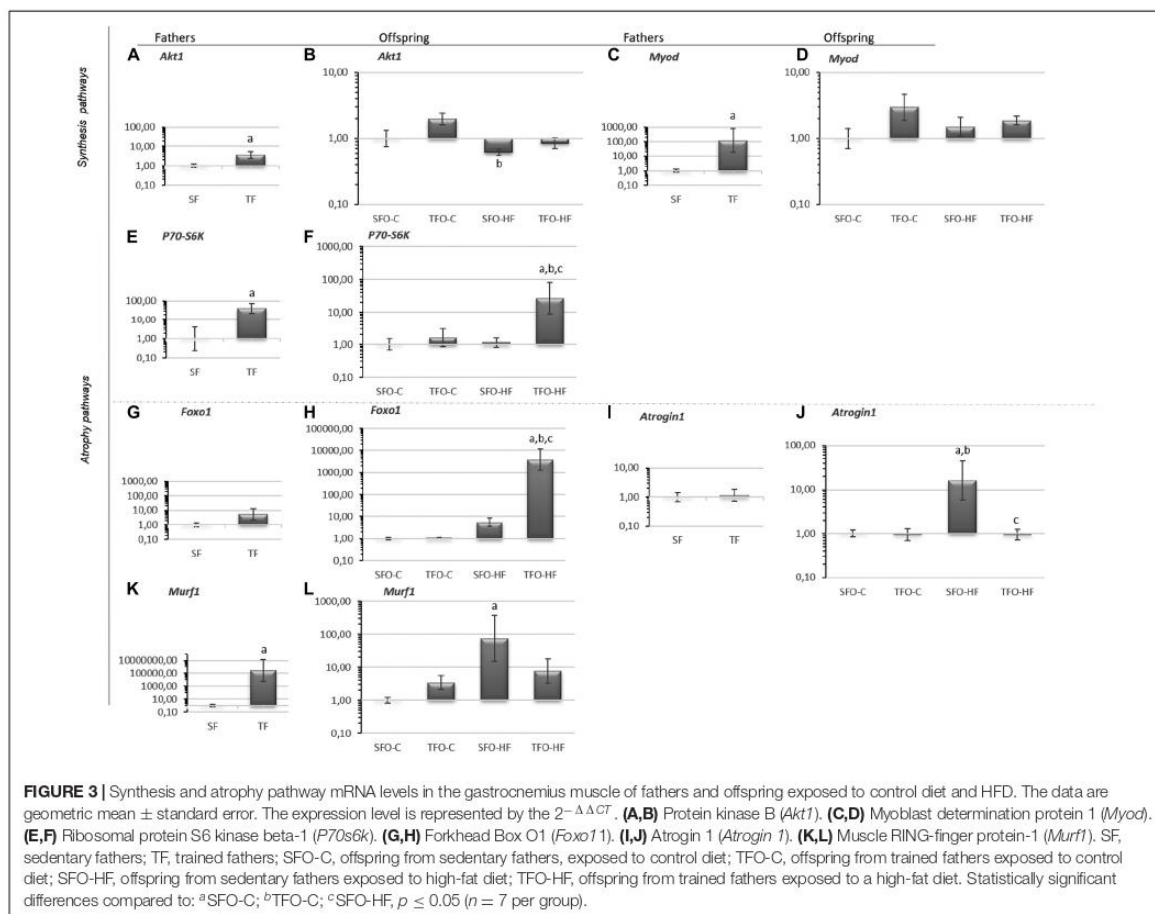 Fathers Offspring Fathers Offspring
Synthesis pathways
A Akt1
100,00
10,00
1,00
0,10
SF TF
a
B Akt1
10,00
1,00
0,10
SFO-C TFO-C SFO-HF TFO-HF
b
C Myod
1000,00
100,00
10,00
1,00
0,10
SF TF
a
D Myod
10,00
1,00
0,10
SFO-C TFO-C SFO-HF TFO-HF
E P70-S6K
100,00
10,00
1,00
0,10
SF TF
a
F P70-S6K
1000,00
100,00
10,00
1,00
0,10
SFO-C TFO-C SFO-HF TFO-HF
a,b,c
Atrophy pathways
G Foxo1
1000,00
100,00
10,00
1,00
0,10
SF TF
H Foxo1
100000,00
10000,00
1000,00
100,00
10,00
1,00
0,10
SFO-C TFO-C SFO-HF TFO-HF
a,b,c
I Atrogin1
10,00
1,00
0,10
SF TF
J Atrogin1
100,00
10,00
1,00
0,10
SFO-C TFO-C SFO-HF TFO-HF
a,b
c
K Murf1
10000000,00
100000,00
1000,00
10,00
0,10
SF TF
a
L Murf1
1000,00
100,00
10,00
1,00
0,10
SFO-C TFO-C SFO-HF TFO-HF
a
FIGURE 3 | Synthesis and atrophy pathway mRNA levels in the gastrocnemius muscle of fathers and offspring exposed to control diet and HFD. The data are
geometric mean ± standard error. The expression level is represented by the 2^−ΔΔCT. (A,B) Protein kinase B (Akt1). (C,D) Myoblast determination protein 1 (Myod).
(E,F) Ribosomal protein S6 kinase beta-1 (P70s6k). (G,H) Forkhead Box O1 (Foxo11). (I,J) Atrogin 1 (Atrogin 1). (K,L) Muscle RING-finger protein-1 (Murf1). SF,
sedentary fathers; TF, trained fathers; SFO-C, offspring from sedentary fathers, exposed to control diet; TFO-C, offspring from trained fathers exposed to control
diet; SFO-HF, offspring from sedentary fathers exposed to high-fat diet; TFO-HF, offspring from trained fathers exposed to a high-fat diet. Statistically significant
differences compared to: ᵃSFO-C; ᵇTFO-C; ᶜSFO-HF, p ≤ 0.05 (n = 7 per group).